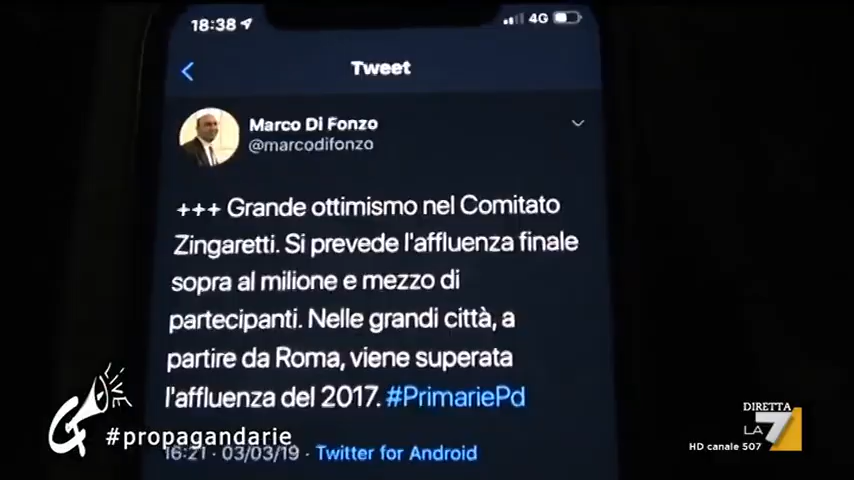 18:38
4G
Tweet
Marco Di Fonzo
@marcodifonzo
+++ Grande ottimismo nel Comitato
Zingaretti. Si prevede l'affluenza finale
sopra al milione e mezzo di
partecipanti. Nelle grandi città, a
partire da Roma, viene superata
l'affluenza del 2017. #PrimariePd
16:21 · 03/03/19 · Twitter for Android
LIVE
#propagandarie
DIRETTA
LA7
HD canale 507